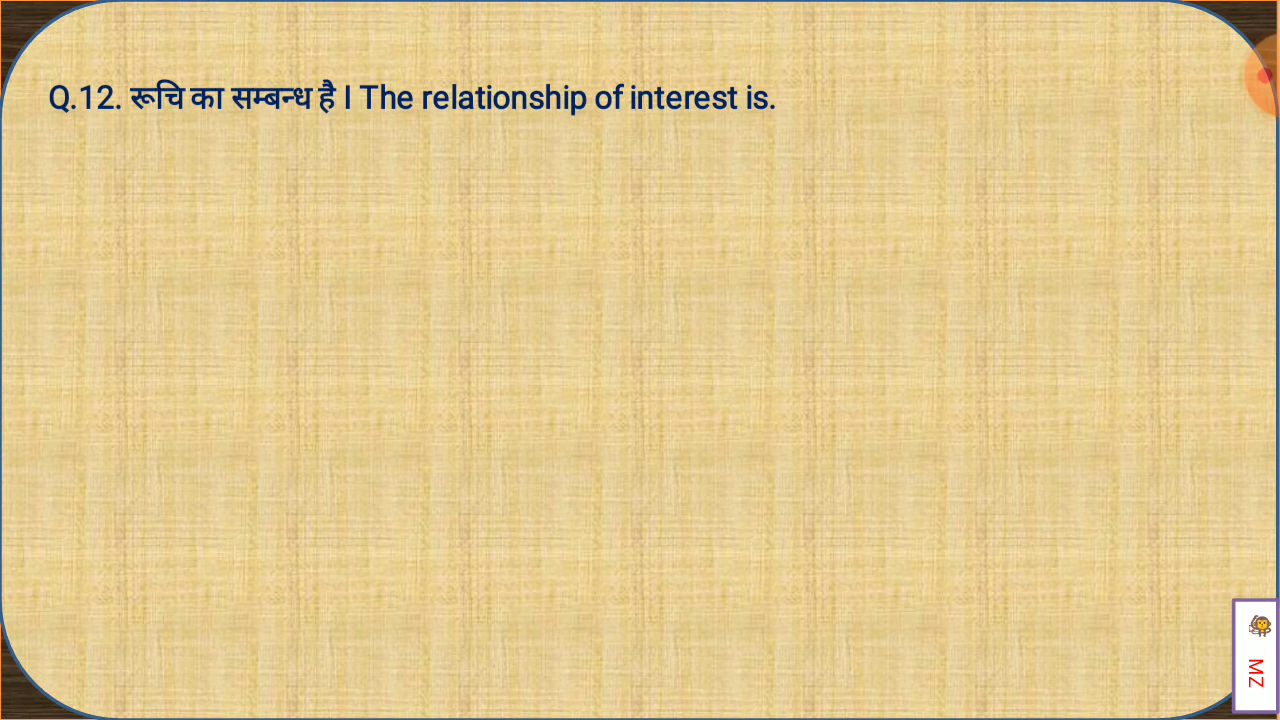 Q.12. रूचि का सम्बन्ध है I The relationship of interest is.
MZ